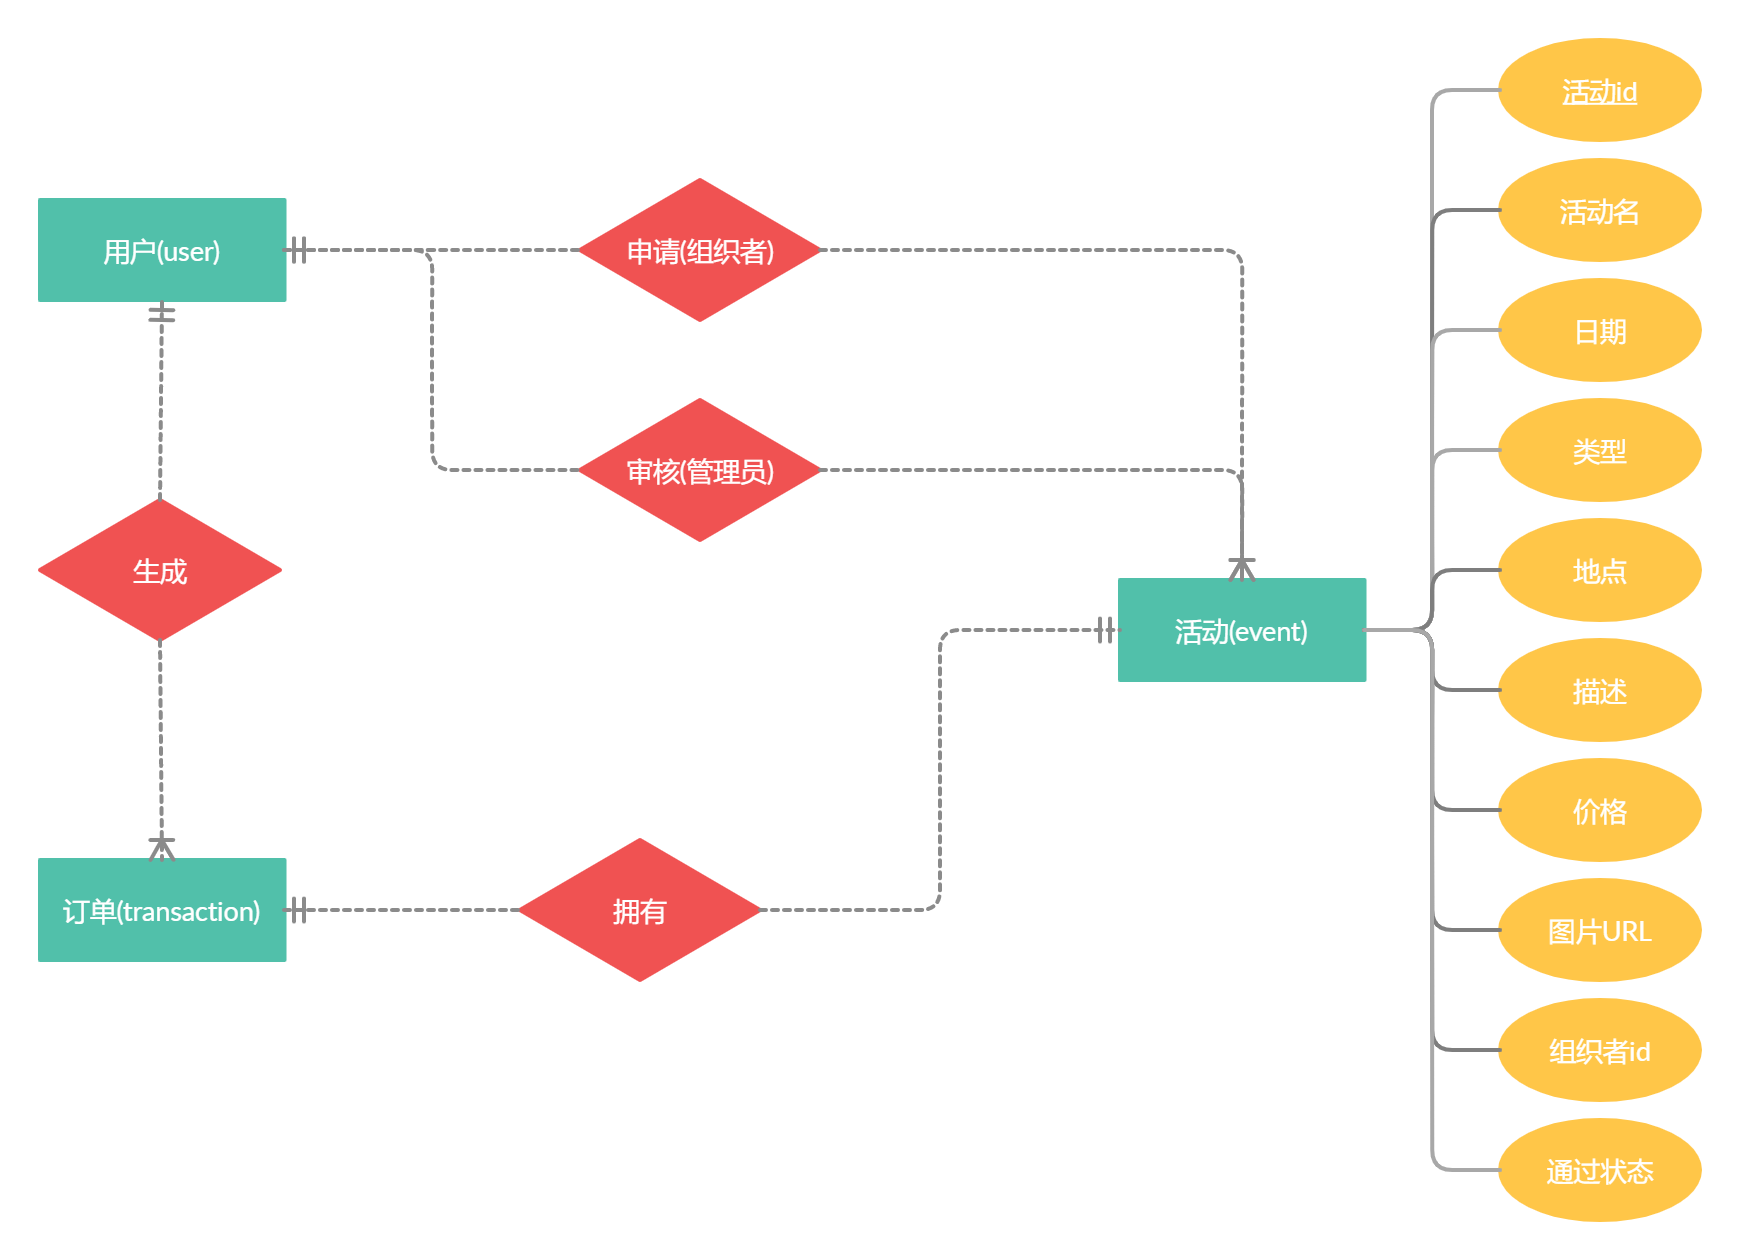 活动id
活动名
用户(user)
申请(组织者)
日期
类型
审核(管理员)
生成
地点
活动(event)
描述
价格
订单(transaction)
拥有
图片URL
组织者id
通过状态